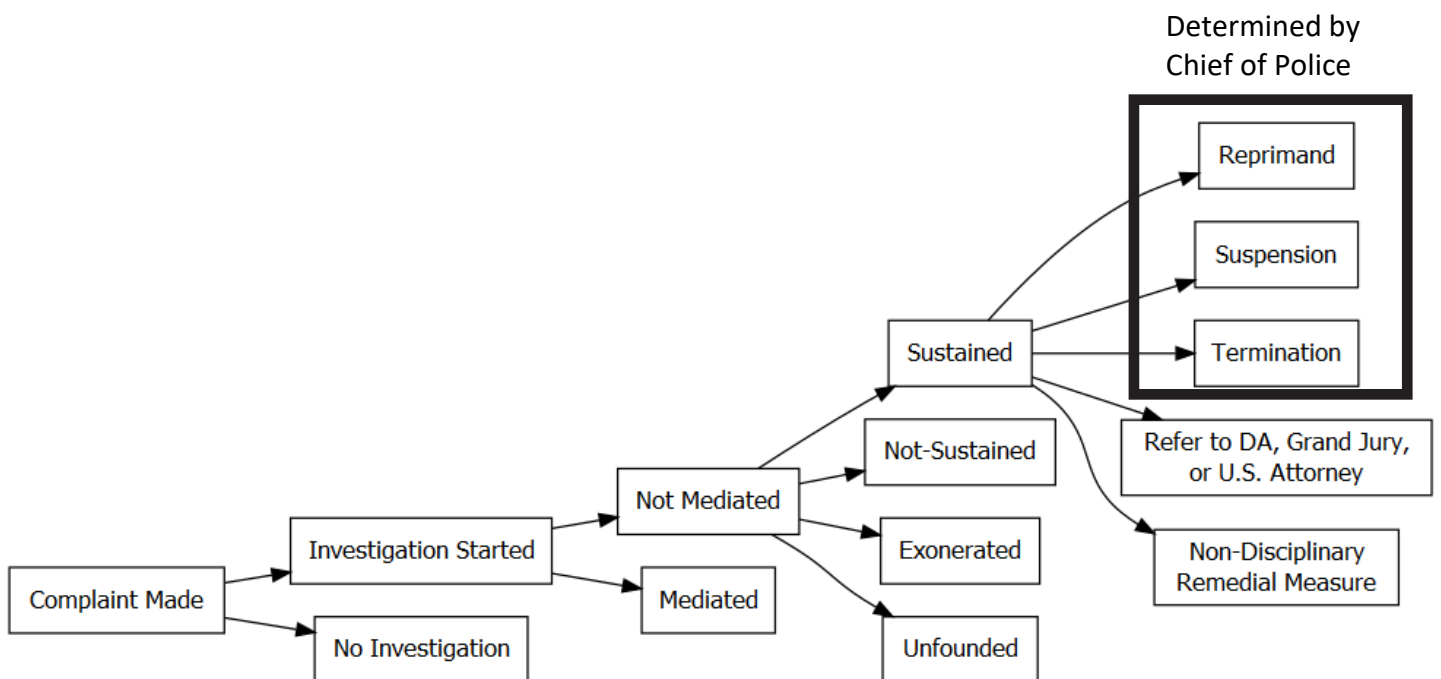 Determined by
Chief of Police
Reprimand
Suspension
Termination
Sustained
Refer to DA, Grand Jury,
or U.S. Attorney
Not-Sustained
Not Mediated
Non-Disciplinary
Remedial Measure
Investigation Started
Exonerated
Complaint Made
Mediated
No Investigation
Unfounded